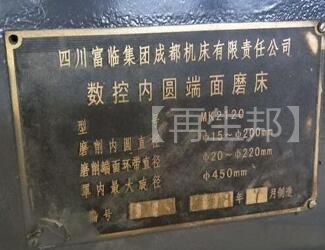 四川富临集团成都机床有限责任公司
数控内圆端面磨床
型 MK2120
磨削内圆直径 Φ15~Φ200mm
磨削端面环带直径 Φ20~Φ220mm
罩内最大旋径 Φ450mm
编号 年 月制造
【再生邦】